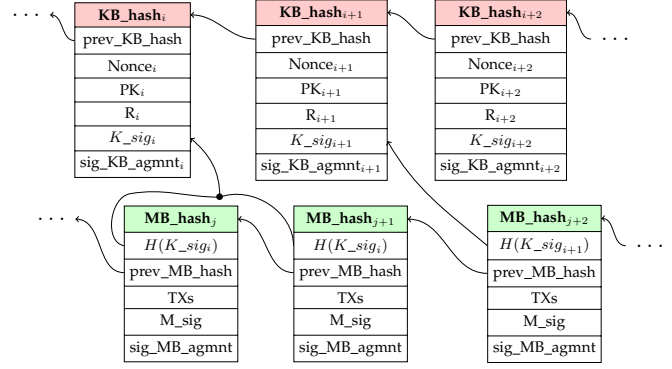 KB_hash_i
prev_KB_hash
Nonce_i
PK_i
R_i
K_sig_i
sig_KB_agmnt_i
KB_hash_{i+1}
prev_KB_hash
Nonce_{i+1}
PK_{i+1}
R_{i+1}
K_sig_{i+1}
sig_KB_agmnt_{i+1}
KB_hash_{i+2}
prev_KB_hash
Nonce_{i+2}
PK_{i+2}
R_{i+2}
K_sig_{i+2}
sig_KB_agmnt_{i+2}
MB_hash_j
H(K_sig_i)
prev_MB_hash
TXs
M_sig
sig_MB_agmnt
MB_hash_{j+1}
H(K_sig_i)
prev_MB_hash
TXs
M_sig
sig_MB_agmnt
MB_hash_{j+2}
H(K_sig_{i+1})
prev_MB_hash
TXs
M_sig
sig_MB_agmnt